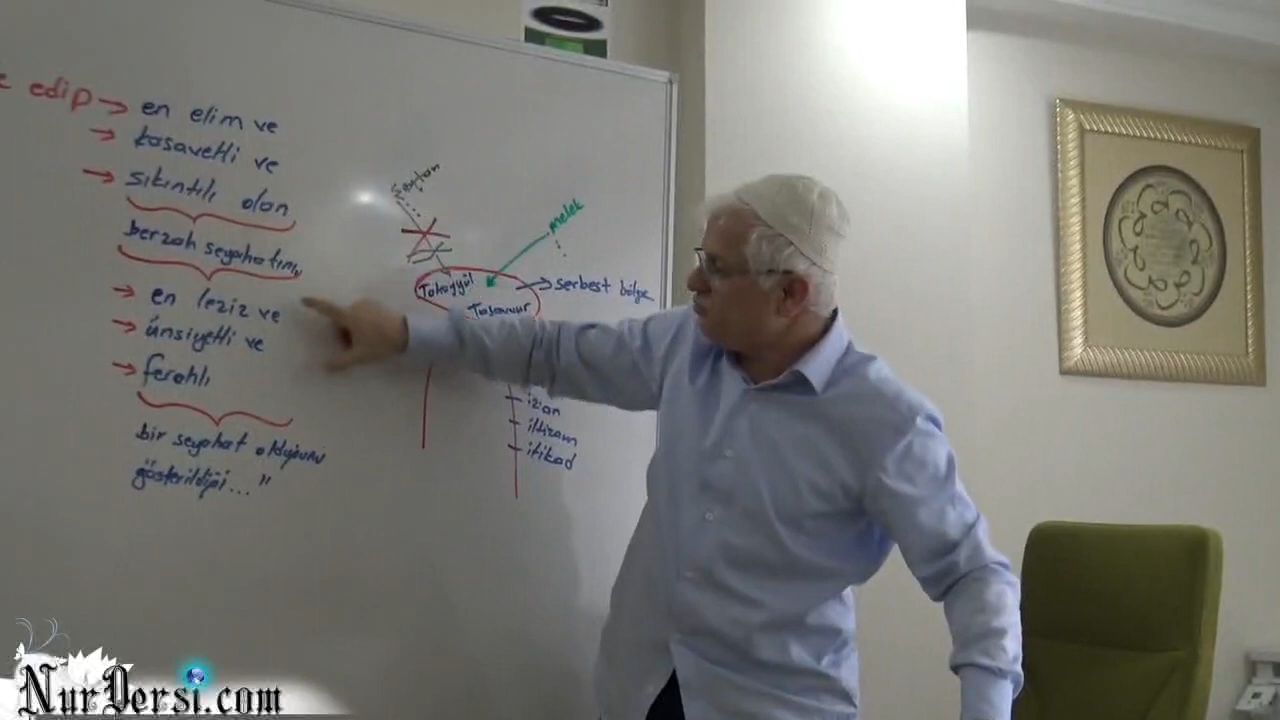 edip → en elim ve
→ kasavetli ve
→ sıkıntılı olan
berzah seyahatını,
→ en leziz ve
→ ünsiyetli ve
→ ferahlı
bir seyahat olduğunu
gösterildiği... "
Şeytan
melek
Tahayyül
Tasavvur
→ serbest bölge
izan
iltizam
itikad
NurDersi.com